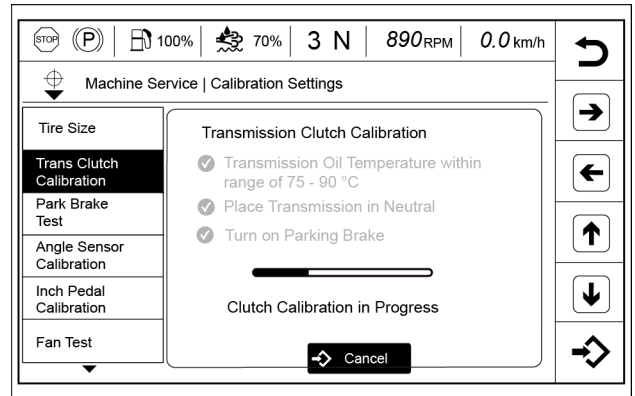 STOP (P) 100% 70% 3 N 890 RPM 0.0 km/h
Machine Service | Calibration Settings
Tire Size
Trans Clutch
Calibration
Park Brake
Test
Angle Sensor
Calibration
Inch Pedal
Calibration
Fan Test
Transmission Clutch Calibration
Transmission Oil Temperature within
range of 75 - 90 °C
Place Transmission in Neutral
Turn on Parking Brake
Clutch Calibration in Progress
Cancel